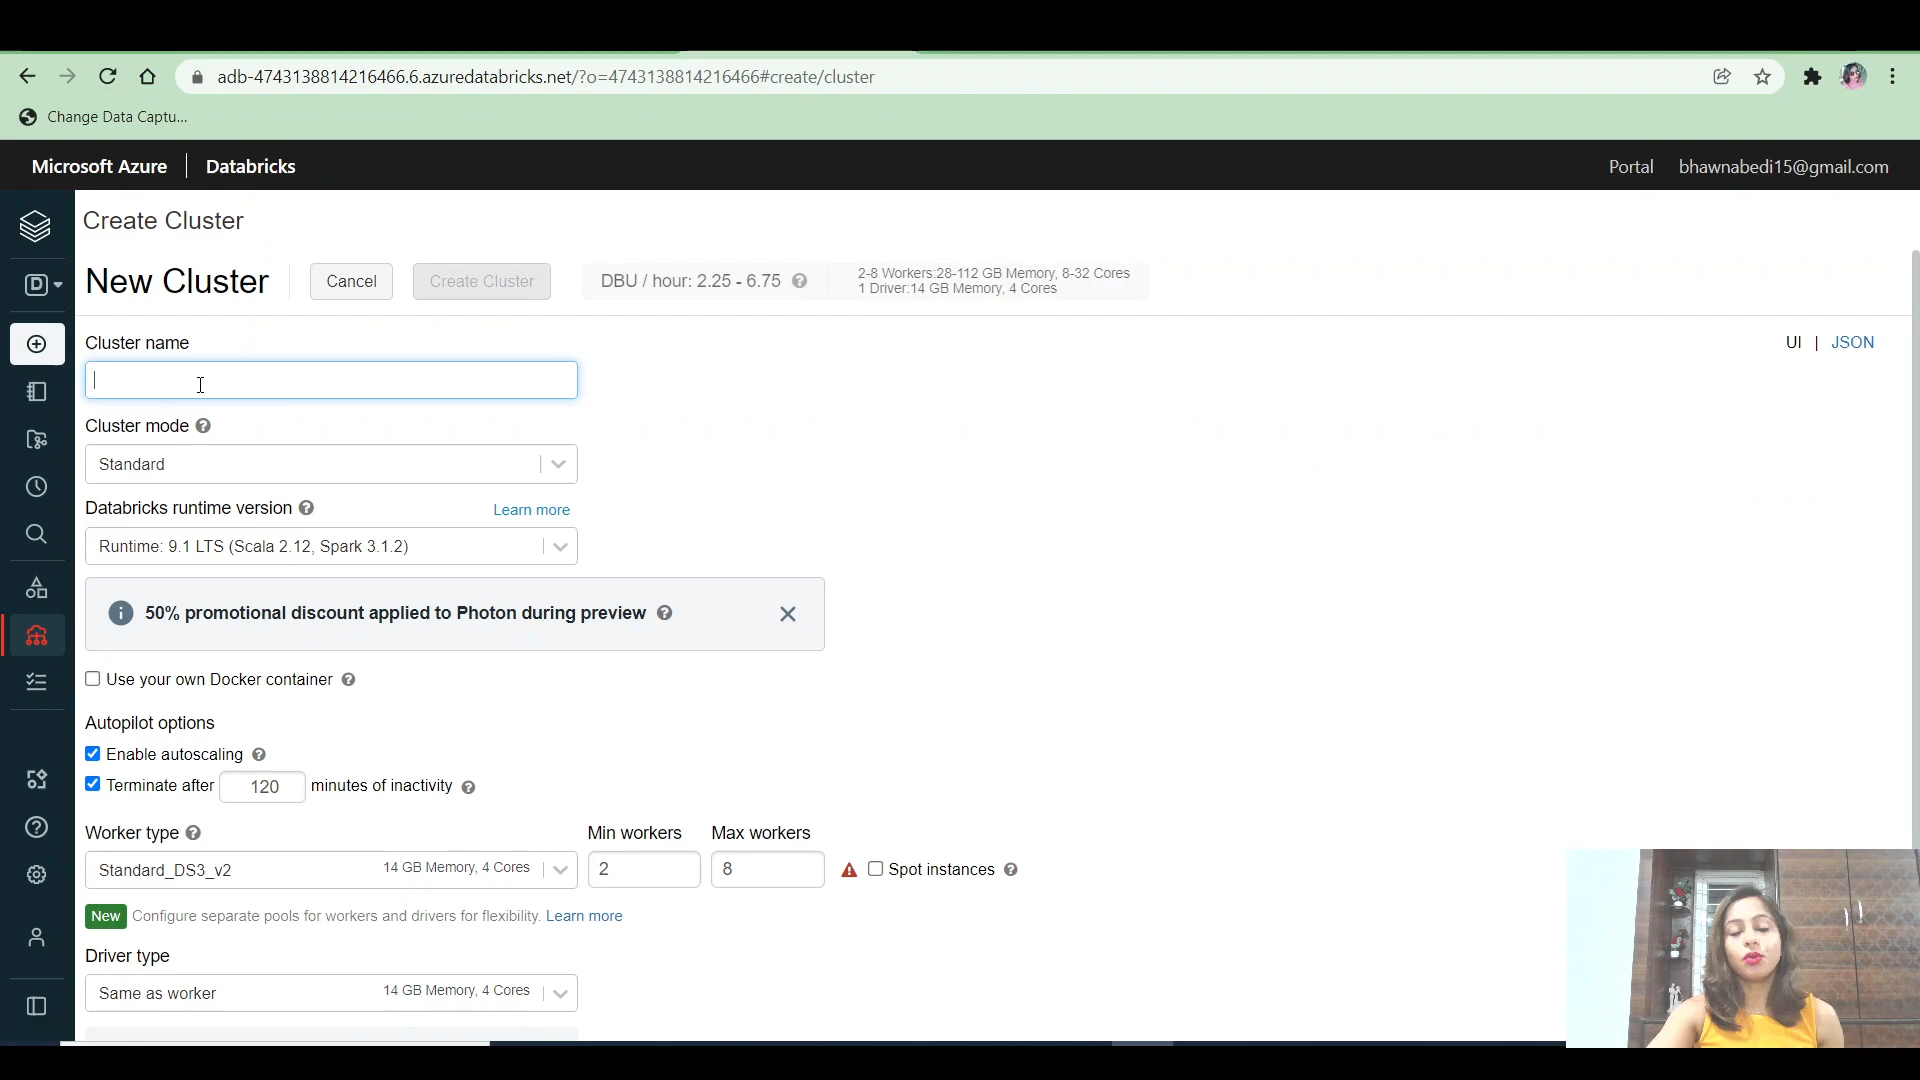 adb-4743138814216466.6.azuredatabricks.net/?o=4743138814216466#create/cluster
Change Data Captu...
Microsoft Azure | Databricks
Portal bhawnabedi15@gmail.com
Create Cluster
New Cluster Cancel Create Cluster DBU / hour: 2.25 - 6.75 2-8 Workers:28-112 GB Memory, 8-32 Cores
1 Driver:14 GB Memory, 4 Cores
Cluster name
UI | JSON
Cluster mode
Standard
Databricks runtime version Learn more
Runtime: 9.1 LTS (Scala 2.12, Spark 3.1.2)
50% promotional discount applied to Photon during preview
Use your own Docker container
Autopilot options
Enable autoscaling
Terminate after 120 minutes of inactivity
Worker type Min workers Max workers
Standard_DS3_v2 14 GB Memory, 4 Cores 2 8 Spot instances
New Configure separate pools for workers and drivers for flexibility. Learn more
Driver type
Same as worker 14 GB Memory, 4 Cores